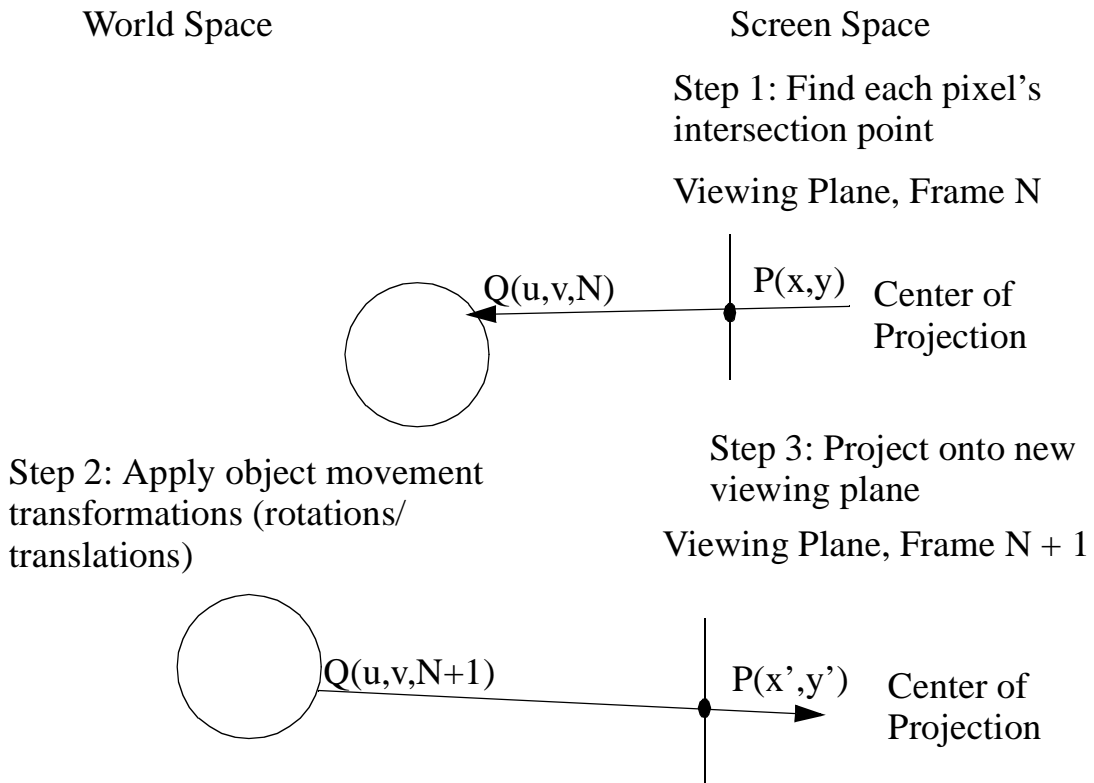 World Space
Screen Space
Step 1: Find each pixel’s
intersection point
Viewing Plane, Frame N
Q(u,v,N)
P(x,y)
Center of
Projection
Step 2: Apply object movement
transformations (rotations/
translations)
Step 3: Project onto new
viewing plane
Viewing Plane, Frame N + 1
Q(u,v,N+1)
P(x’,y’)
Center of
Projection